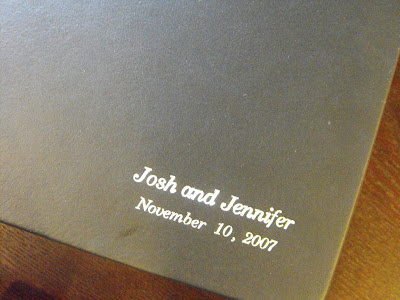 Josh and Jennifer
November 10, 2007